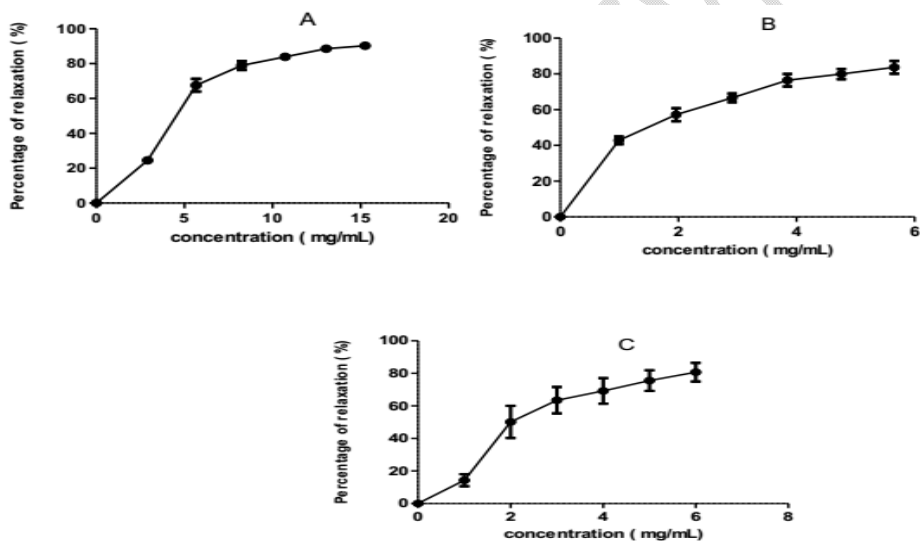 A
Percentage of relaxation ( %)
100
80
60
40
20
0
0 5 10 15 20
concentration ( mg/mL)
B
Percentage of relaxation ( %)
100
80
60
40
20
0
0 2 4 6
concentration ( mg/mL)
C
Percentage of relaxation ( %)
100
80
60
40
20
0
0 2 4 6 8
concentration ( mg/mL)